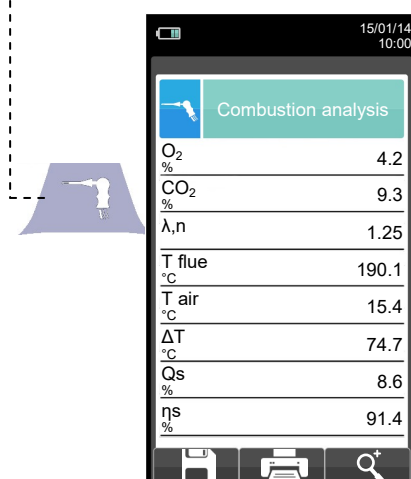 15/01/14
10:00
Combustion analysis
O₂
% 4.2
CO₂
% 9.3
λ,n 1.25
T flue
°C 190.1
T air
°C 15.4
ΔT
°C 74.7
Qs
% 8.6
ηs
% 91.4